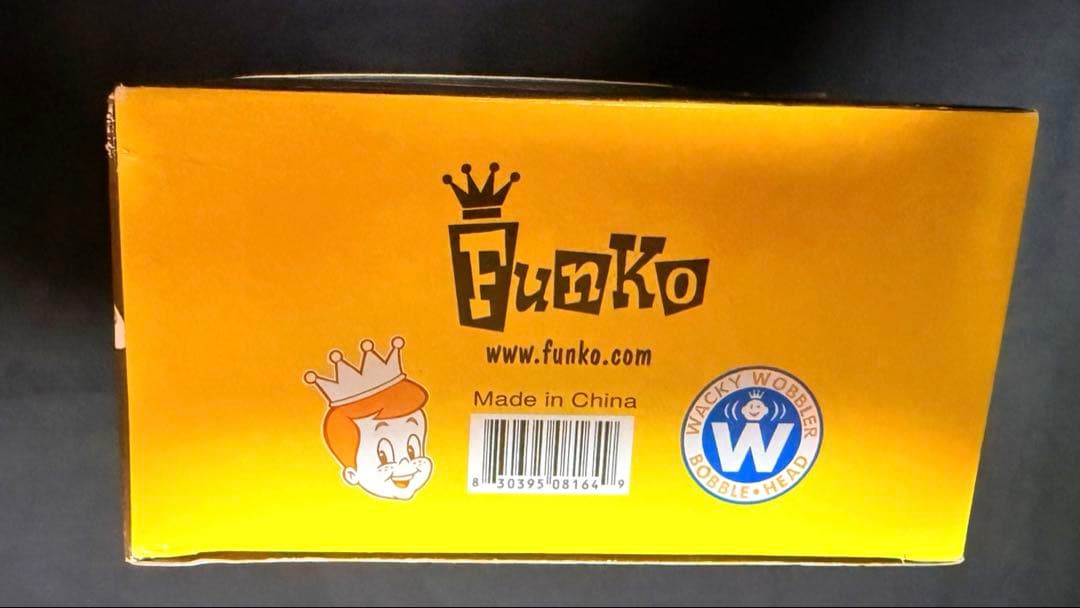 Funko
www.funko.com
Made in China
8 30395 08164 9
WACKY WOBBLER
W
BOBBLE • HEAD